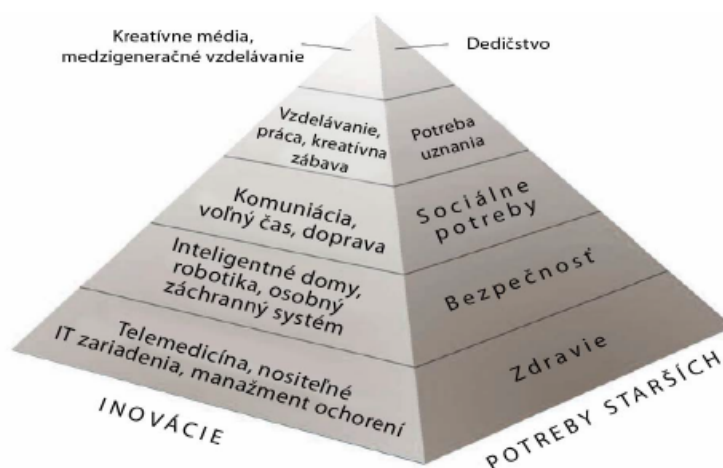 Kreatívne média,
medzigeneračné vzdelávanie
Dedičstvo
Vzdelávanie,
práca, kreatívna
zábava
Potreba
uznania
Komuniácia,
voľný čas, doprava
Sociálne
potreby
Inteligentné domy,
robotika, osobný
záchranný systém
Bezpečnosť
Telemedicína, nositeľné
IT zariadenia, manažment ochorení
Zdravie
INOVÁCIE
POTREBY STARŠÍCH